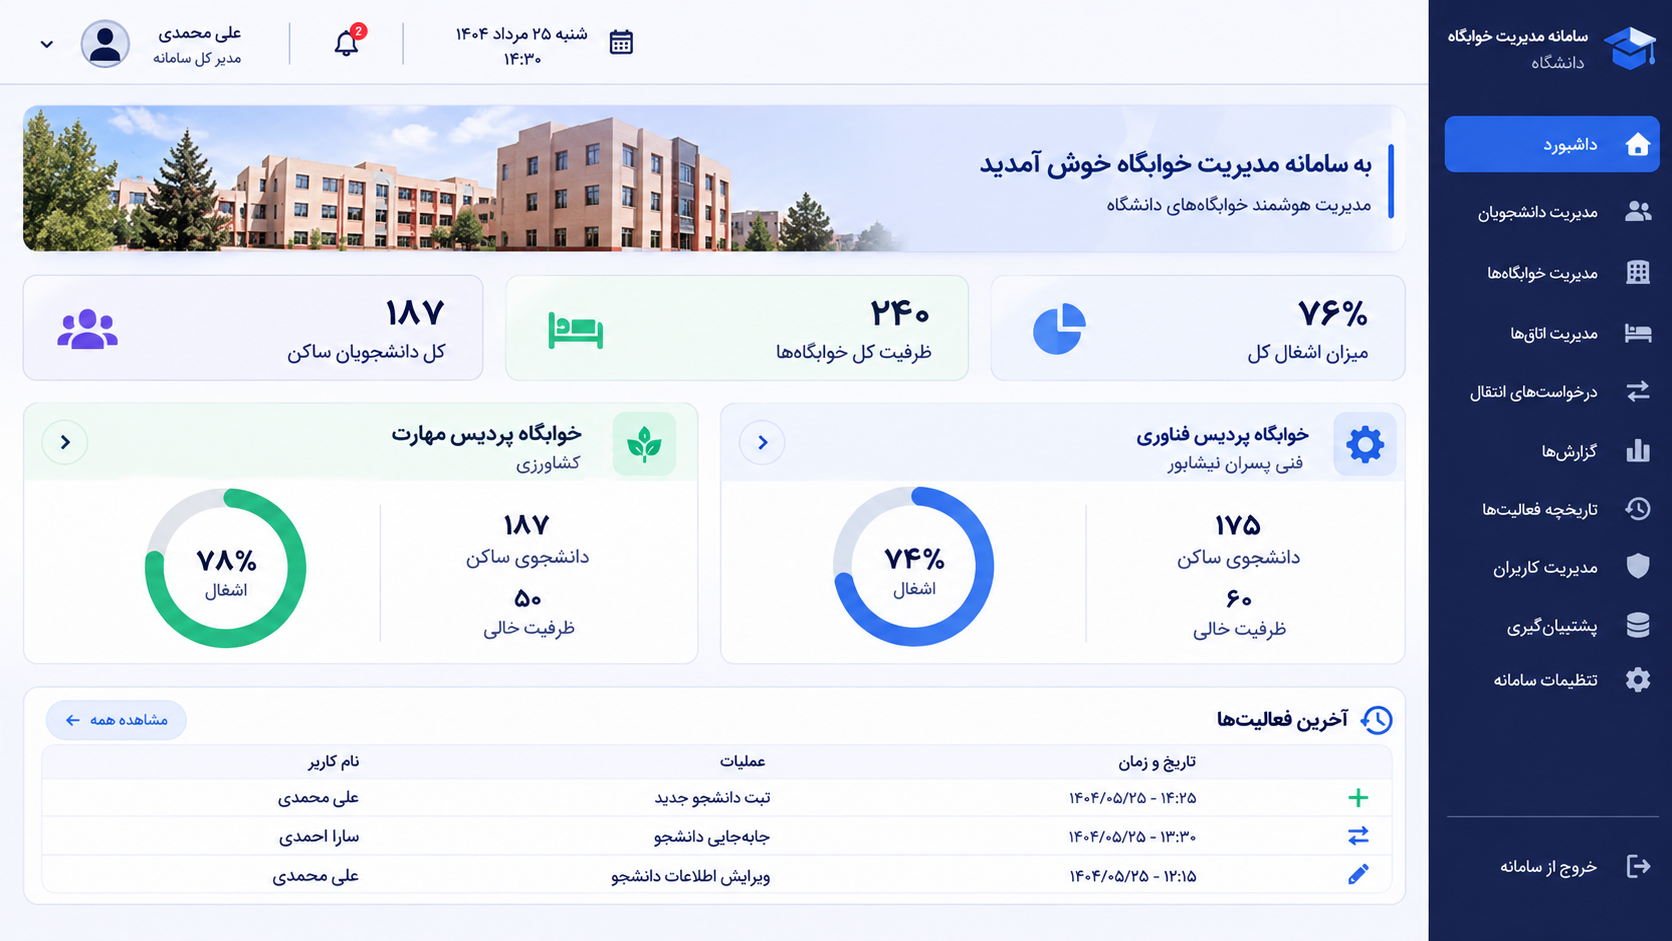 سامانه مدیریت خوابگاه
دانشگاه
داشبورد
مدیریت دانشجویان
مدیریت خوابگاه‌ها
مدیریت اتاق‌ها
درخواست‌های انتقال
گزارش‌ها
تاریخچه فعالیت‌ها
مدیریت کاربران
پشتیبان‌گیری
تنظیمات سامانه
خروج از سامانه
شنبه ۲۵ مرداد ۱۴۰۴
۱۴:۳۰
2
علی محمدی
مدیر کل سامانه
به سامانه مدیریت خوابگاه خوش آمدید
مدیریت هوشمند خوابگاه‌های دانشگاه
۷۶%
میزان اشغال کل
۲۴۰
ظرفیت کل خوابگاه‌ها
۱۸۷
کل دانشجویان ساکن
خوابگاه پردیس فناوری
فنی پسران نیشابور
۱۷۵
دانشجوی ساکن
۶۰
ظرفیت خالی
۷۴%
اشغال
خوابگاه پردیس مهارت
کشاورزی
۱۸۷
دانشجوی ساکن
۵۰
ظرفیت خالی
۷۸%
اشغال
آخرین فعالیت‌ها
مشاهده همه
تاریخ و زمان عملیات نام کاربر
۱۴۰۴/۰۵/۲۵ - ۱۴:۲۵ ثبت دانشجو جدید علی محمدی
۱۴۰۴/۰۵/۲۵ - ۱۳:۳۰ جابه‌جایی دانشجو سارا احمدی
۱۴۰۴/۰۵/۲۵ - ۱۲:۱۵ ویرایش اطلاعات دانشجو علی محمدی